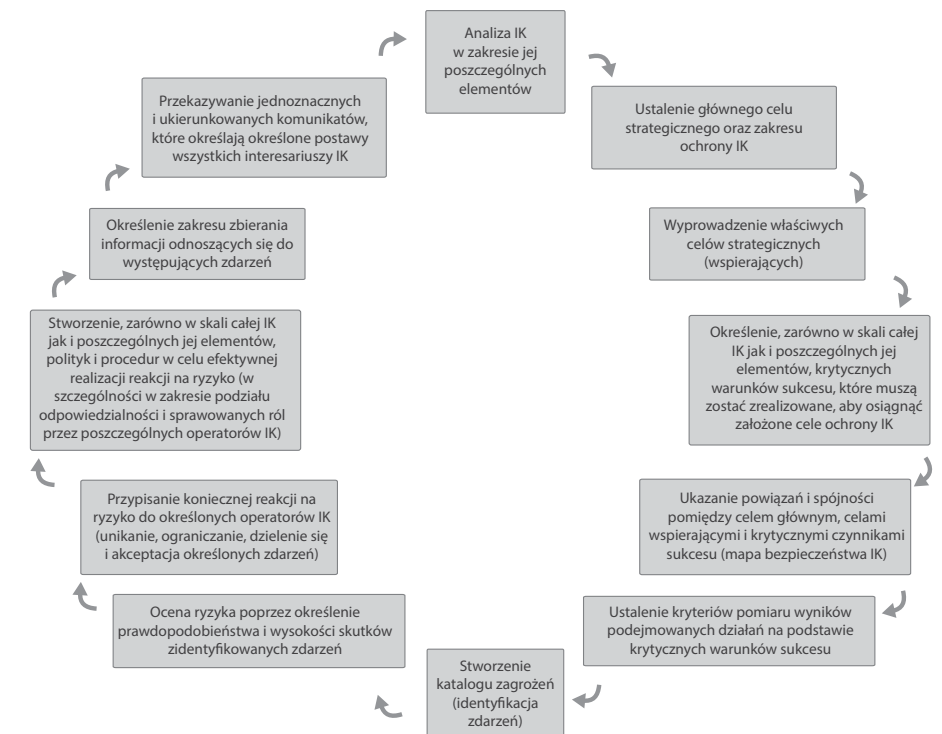 Analiza IK
w zakresie jej
poszczególnych
elementów
Ustalenie głównego celu
strategicznego oraz zakresu
ochrony IK
Wyprowadzenie właściwych
celów strategicznych
(wspierających)
Określenie, zarówno w skali całej
IK jak i poszczególnych jej
elementów, krytycznych
warunków sukcesu, które muszą
zostać zrealizowane, aby osiągnąć
założone cele ochrony IK
Ukazanie powiązań i spójności
pomiędzy celem głównym, celami
wspierającymi i krytycznymi czynnikami
sukcesu (mapa bezpieczeństwa IK)
Ustalenie kryteriów pomiaru wyników
podejmowanych działań na podstawie
krytycznych warunków sukcesu
Stworzenie
katalogu zagrożeń
(identyfikacja
zdarzeń)
Ocena ryzyka poprzez określenie
prawdopodobieństwa i wysokości skutków
zidentyfikowanych zdarzeń
Przypisanie koniecznej reakcji na
ryzyko do określonych operatorów IK
(unikanie, ograniczanie, dzielenie się
i akceptacja określonych zdarzeń)
Stworzenie, zarówno w skali całej IK
jak i poszczególnych jej elementów,
polityk i procedur w celu efektywnej
realizacji reakcji na ryzyko (w
szczególności w zakresie podziału
odpowiedzialności i sprawowanych ról
przez poszczególnych operatorów IK)
Określenie zakresu zbierania
informacji odnoszących się do
występujących zdarzeń
Przekazywanie jednoznacznych
i ukierunkowanych komunikatów,
które określają określone postawy
wszystkich interesariuszy IK